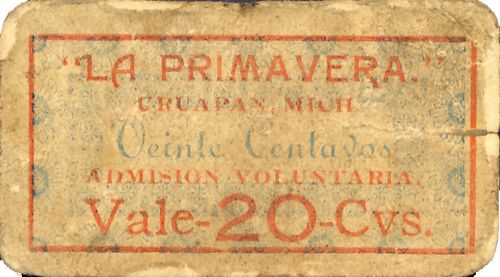 "LA PRIMAVERA."
URUAPAN, MICH.
Veinte Centavos
ADMISION VOLUNTARIA.
Vale-20-Cvs.